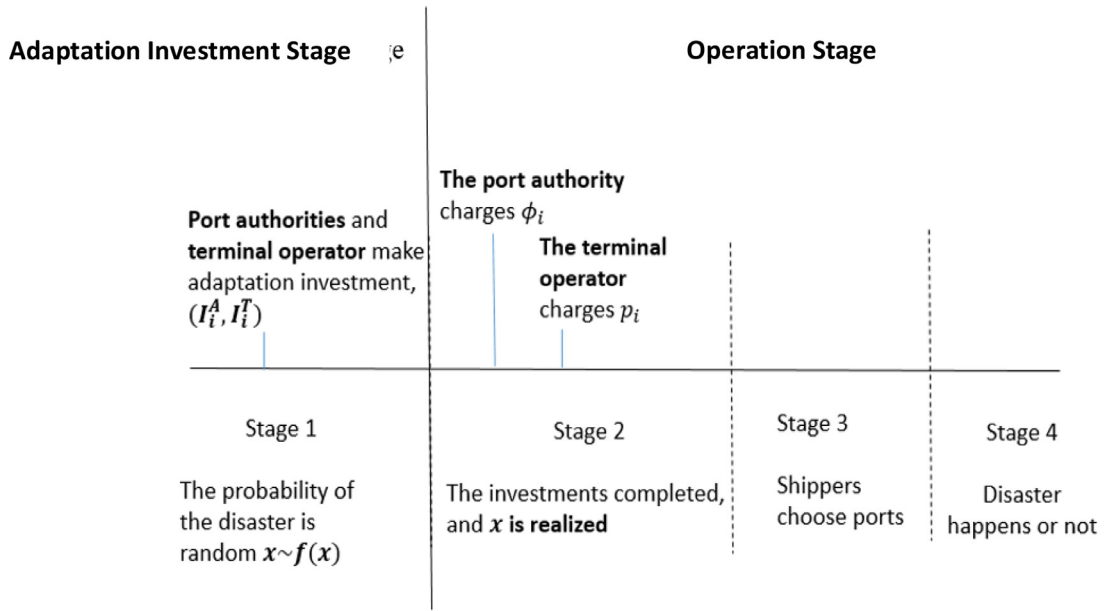 Adaptation Investment Stage
ge
Operation Stage
Port authorities and
terminal operator make
adaptation investment,
(I_i^A, I_i^T)
The port authority
charges ϕ_i
The terminal
operator
charges p_i
Stage 1
Stage 2
Stage 3
Stage 4
The probability of
the disaster is
random x~f(x)
The investments completed,
and x is realized
Shippers
choose ports
Disaster
happens or not